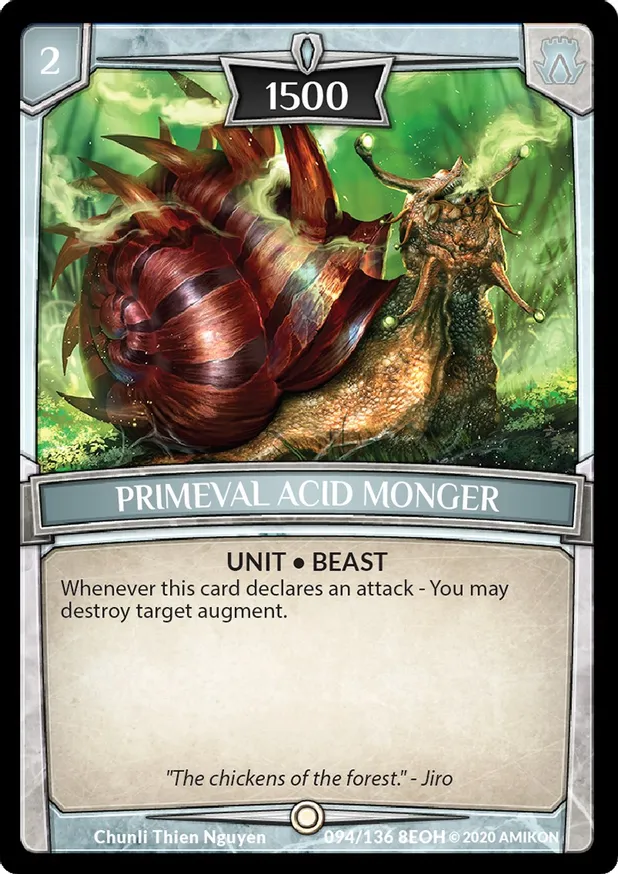 2
1500
PRIMEVAL ACID MONGER
UNIT • BEAST
Whenever this card declares an attack - You may
destroy target augment.
"The chickens of the forest." - Jiro
Chunli Thien Nguyen 094/136 8EOH © 2020 AMIKON